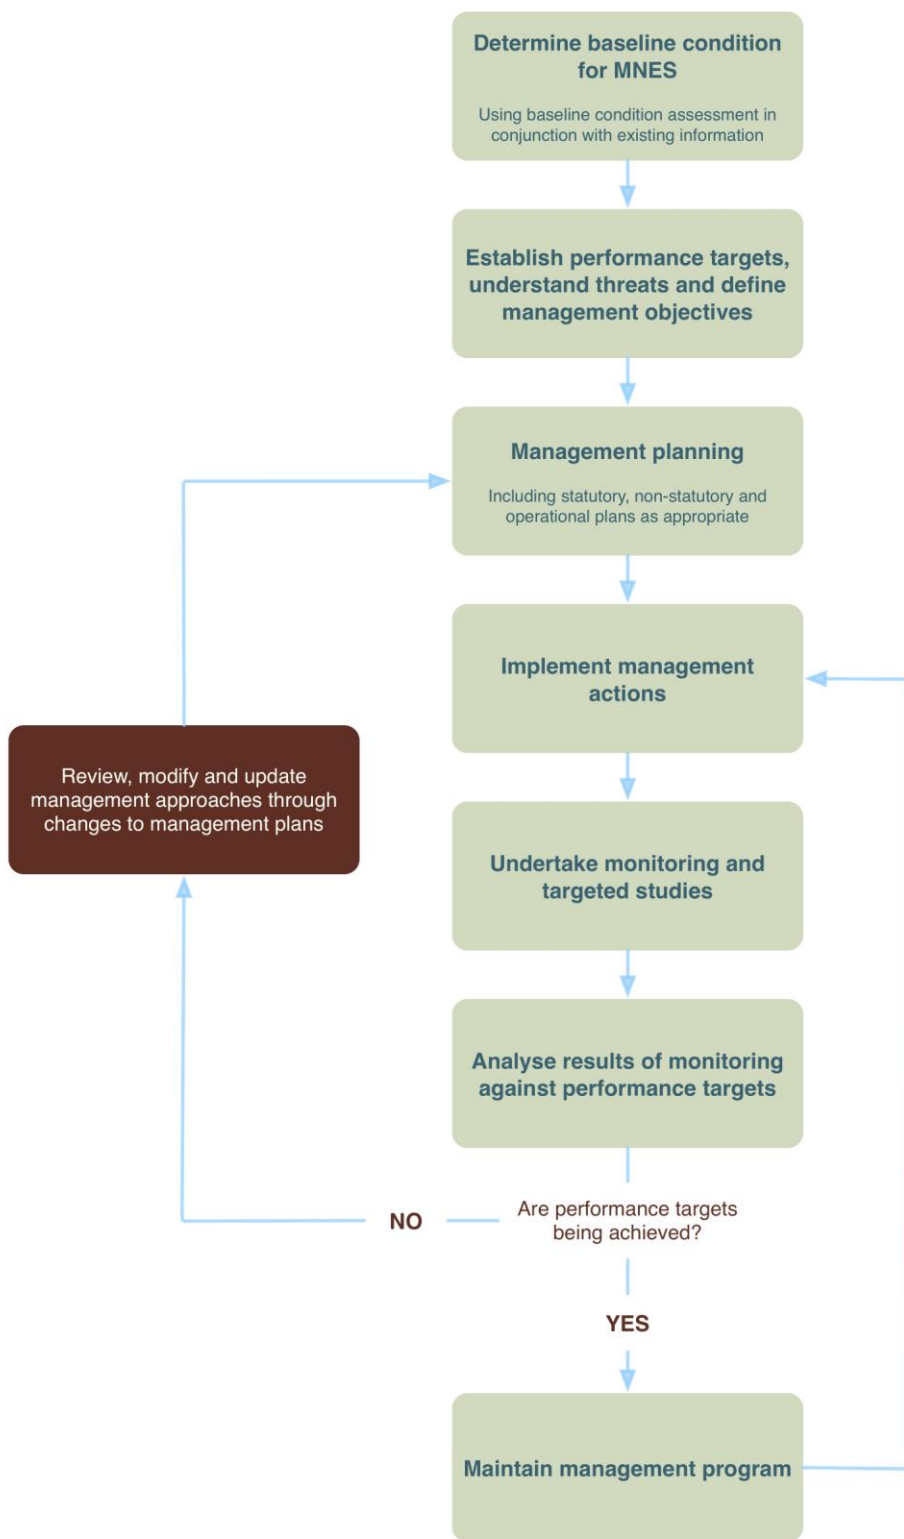 Determine baseline condition
for MNES
Using baseline condition assessment in
conjunction with existing information
Establish performance targets,
understand threats and define
management objectives
Management planning
Including statutory, non-statutory and
operational plans as appropriate
Implement management
actions
Review, modify and update
management approaches through
changes to management plans
Undertake monitoring and
targeted studies
Analyse results of monitoring
against performance targets
Are performance targets
being achieved?
NO
YES
Maintain management program